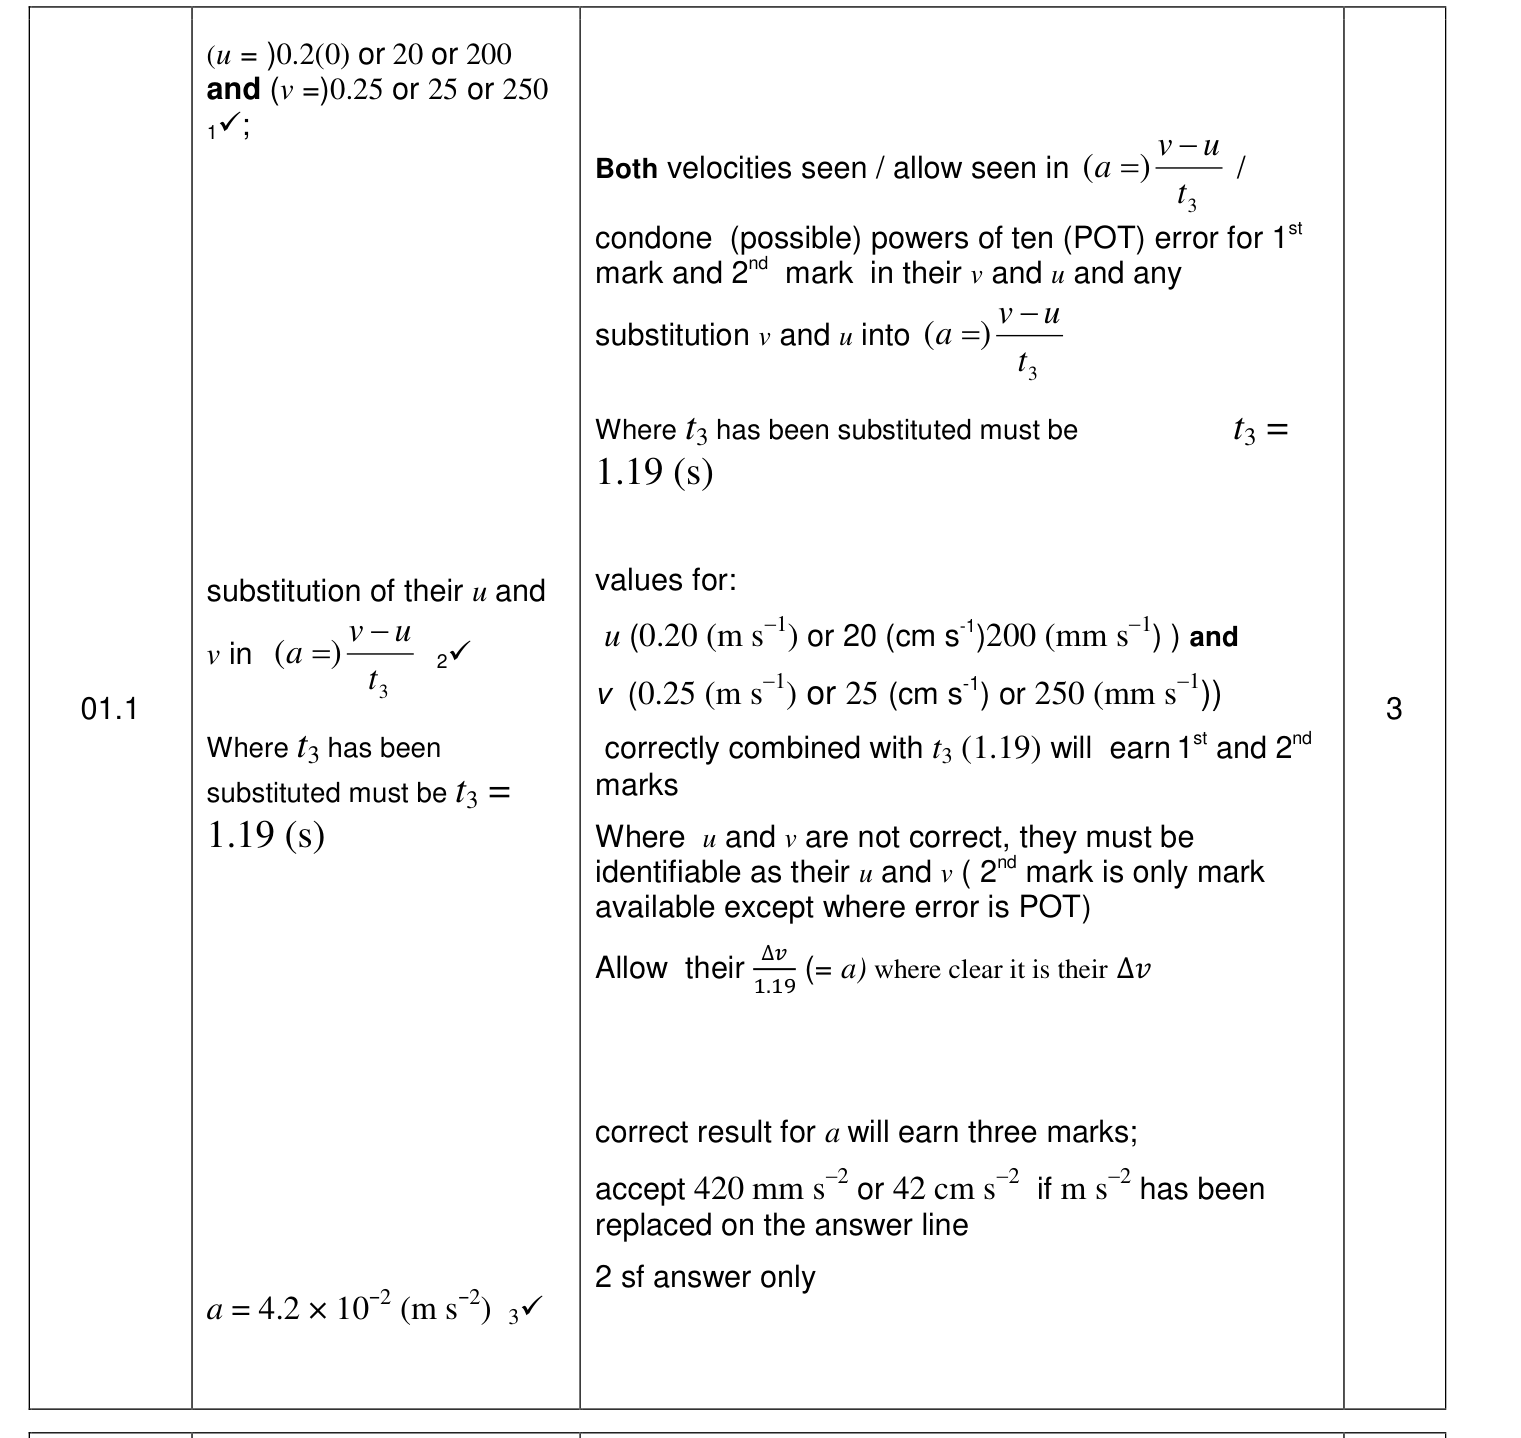 01.1
(u = )0.2(0) or 20 or 200
and (v =)0.25 or 25 or 250
₁✓;
substitution of their u and
v in (a =) (v − u)/t₃ ₂✓
Where t₃ has been
substituted must be t₃ =
1.19 (s)
a = 4.2 × 10⁻² (m s⁻²) ₃✓
Both velocities seen / allow seen in (a =) (v − u)/t₃ /
condone (possible) powers of ten (POT) error for 1ˢᵗ
mark and 2ⁿᵈ mark in their v and u and any
substitution v and u into (a =) (v − u)/t₃
Where t₃ has been substituted must be t₃ =
1.19 (s)
values for:
u (0.20 (m s⁻¹) or 20 (cm s⁻¹)200 (mm s⁻¹) ) and
v (0.25 (m s⁻¹) or 25 (cm s⁻¹) or 250 (mm s⁻¹))
correctly combined with t₃ (1.19) will earn 1ˢᵗ and 2ⁿᵈ
marks
Where u and v are not correct, they must be
identifiable as their u and v ( 2ⁿᵈ mark is only mark
available except where error is POT)
Allow their Δv/1.19 (= a) where clear it is their Δv
correct result for a will earn three marks;
accept 420 mm s⁻² or 42 cm s⁻² if m s⁻² has been
replaced on the answer line
2 sf answer only
3